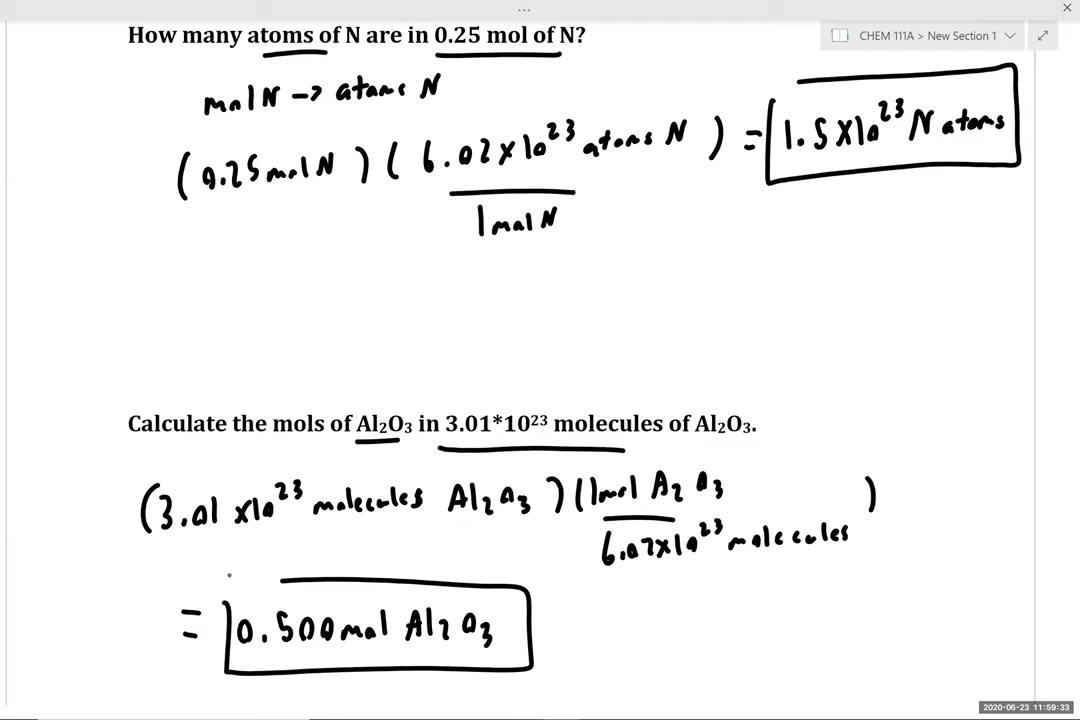 How many atoms of N are in 0.25 mol of N?
CHEM 111A > New Section 1
mol N -> atoms N
(0.25 mol N) (6.02 x 10²³ atoms N) = 1.5 x 10²³ N atoms
1 mol N
Calculate the mols of Al₂O₃ in 3.01*10²³ molecules of Al₂O₃.
(3.01 x 10²³ molecules Al₂O₃) (1 mol A₂O₃)
6.02 x 10²³ molecules
= 0.500 mol Al₂O₃
2020-06-23 11:59:33